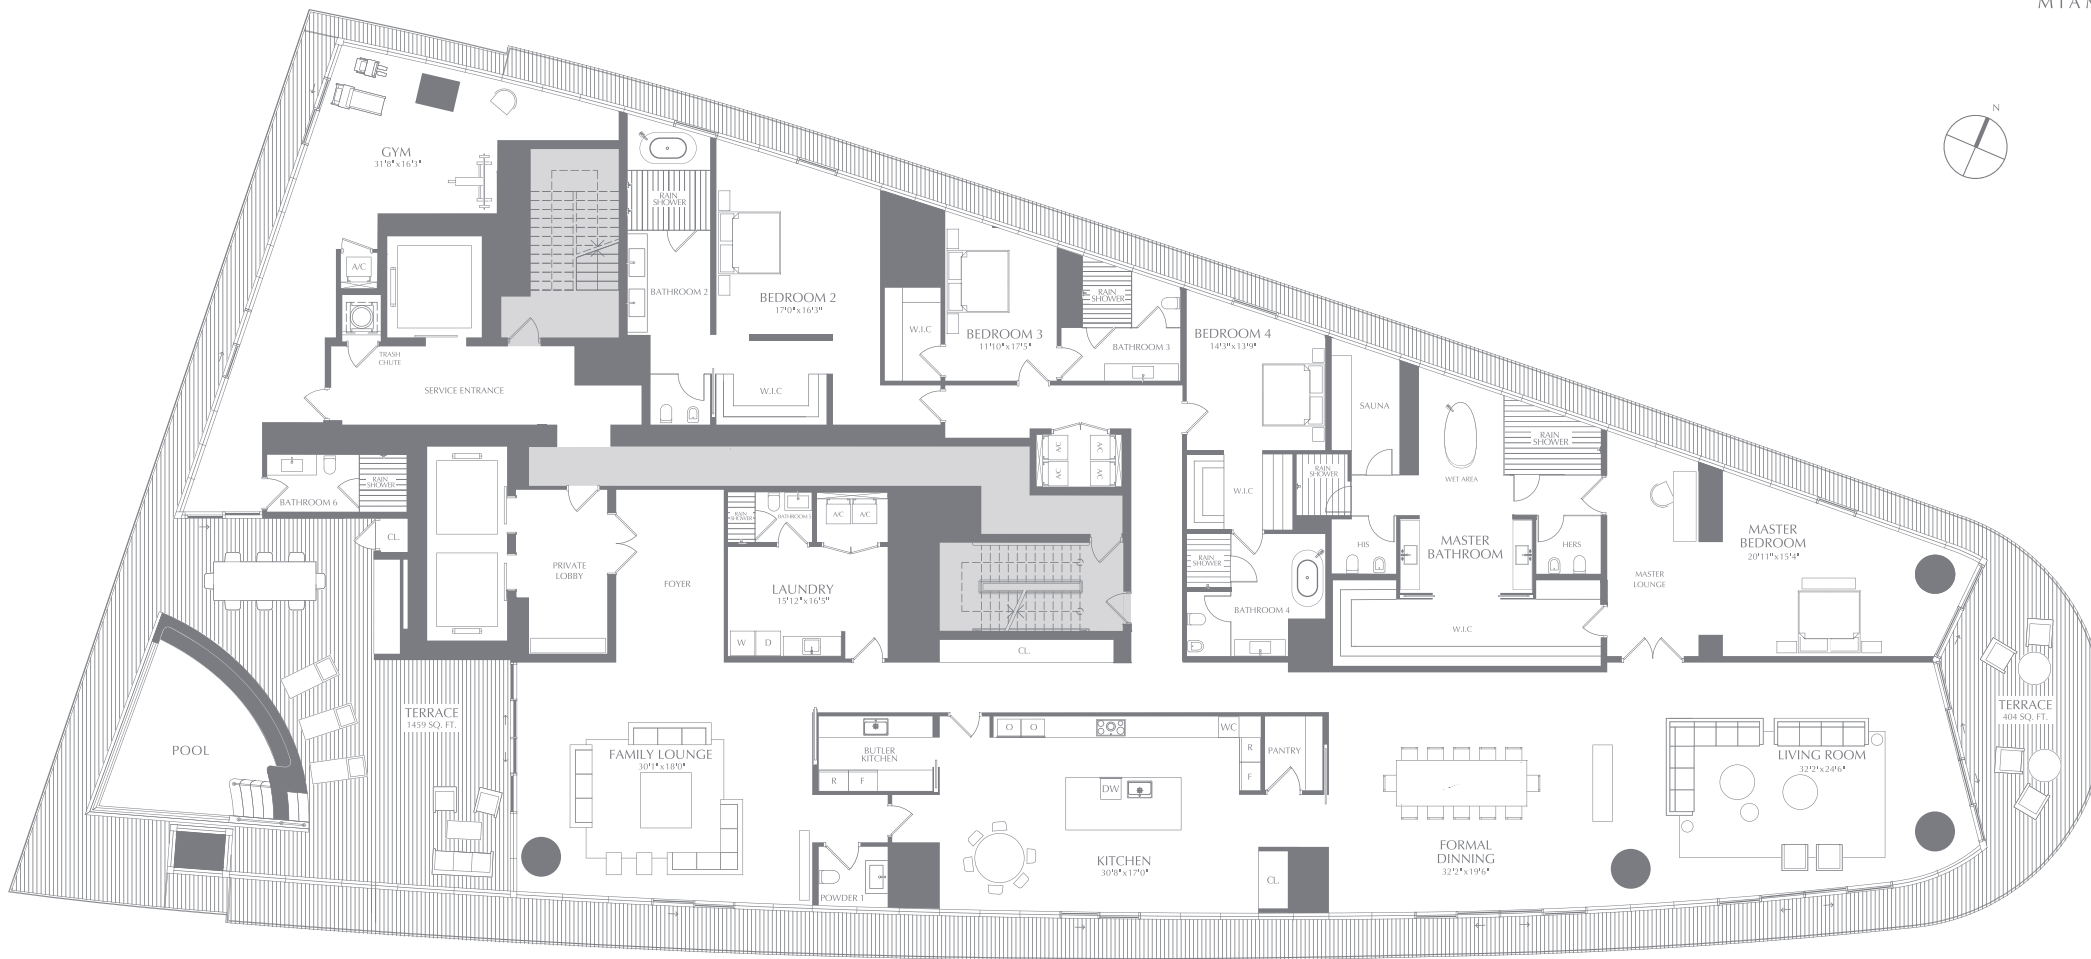 MIAM
N
GYM
31'8"x16'3"
A/C
TRASH
CHUTE
SERVICE ENTRANCE
RAIN
SHOWER
BATHROOM 2
BEDROOM 2
17'0"x16'3"
W.I.C
W.I.C
BEDROOM 3
11'10"x17'5"
RAIN
SHOWER
BATHROOM 3
BEDROOM 4
14'3"x13'9"
SAUNA
RAIN
SHOWER
WET AREA
A/C
A/C
A/C
A/C
W.I.C
RAIN
SHOWER
HIS
MASTER
BATHROOM
HERS
MASTER
LOUNGE
MASTER
BEDROOM
20'11"x15'4"
W.I.C
RAIN
SHOWER
BATHROOM 4
RAIN
SHOWER
BATHROOM 6
CL.
PRIVATE
LOBBY
FOYER
RAIN
SHOWER
BATHROOM 5
A/C
A/C
LAUNDRY
15'12"x16'5"
W
D
CL.
POOL
TERRACE
1459 SQ. FT.
FAMILY LOUNGE
30'1"x18'0"
BUTLER
KITCHEN
R
F
POWDER 1
O
O
WC
R
F
PANTRY
DW
KITCHEN
30'8"x17'0"
CL.
FORMAL
DINNING
32'2"x19'6"
LIVING ROOM
32'2"x24'6"
TERRACE
404 SQ. FT.